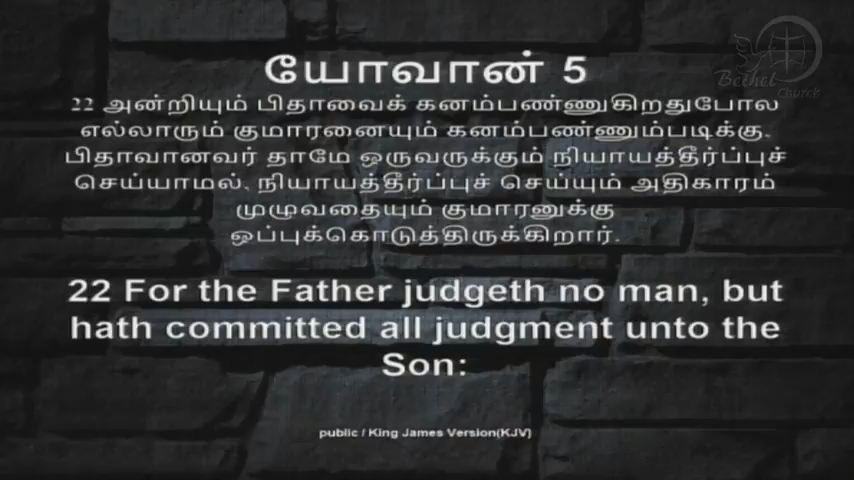 யோவான் 5
Bethel
Church
22 அன்றியும் பிதாவைக் கனம்பண்ணுகிறதுபோல
எல்லாரும் குமாரனையும் கனம்பண்ணும்படிக்கு,
பிதாவானவர் தாமே ஒருவருக்கும் நியாயத்தீர்ப்புச்
செய்யாமல், நியாயத்தீர்ப்புச் செய்யும் அதிகாரம்
முழுவதையும் குமாரனுக்கு
ஒப்புக்கொடுத்திருக்கிறார்.
22 For the Father judgeth no man, but
hath committed all judgment unto the
Son:
public / King James Version(KJV)